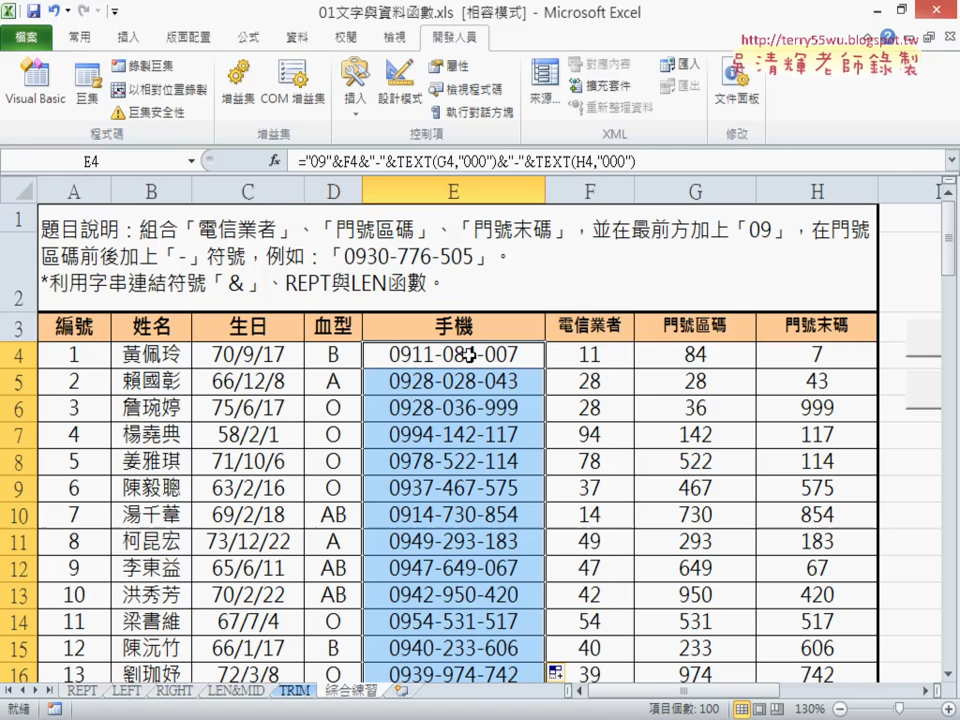 01文字與資料函數.xls [相容模式] - Microsoft Excel
http://terry55wu.blogspot.tw
吳清輝老師錄製
檔案 常用 插入 版面配置 公式 資料 校閱 檢視 開發人員
Visual Basic 巨集 錄製巨集 以相對位置錄製 巨集安全性
增益集 COM 增益集 插入 設計模式 屬性 檢視程式碼 執行對話方塊
來源... 對應內容 擴充套件 重新整理資料 匯入 匯出 文件面板
程式碼 增益集 控制項 XML 修改
E4 fx ="09"&F4&"-"&TEXT(G4,"000")&"-"&TEXT(H4,"000")
A B C D E F G H I
1 題目說明：組合「電信業者」、「門號區碼」、「門號末碼」，並在最前方加上「09」，在門號
區碼前後加上「-」符號，例如：「0930-776-505」。
2 *利用字串連結符號「&」、REPT與LEN函數。
3 編號 姓名 生日 血型 手機 電信業者 門號區碼 門號末碼
4 1 黃佩玲 70/9/17 B 0911-084-007 11 84 7
5 2 賴國彰 66/12/8 A 0928-028-043 28 28 43
6 3 詹琬婷 75/6/17 O 0928-036-999 28 36 999
7 4 楊堯典 58/2/1 O 0994-142-117 94 142 117
8 5 姜雅琪 71/10/6 O 0978-522-114 78 522 114
9 6 陳毅聰 63/2/16 O 0937-467-575 37 467 575
10 7 湯千葦 69/2/18 AB 0914-730-854 14 730 854
11 8 柯昆宏 73/12/22 A 0949-293-183 49 293 183
12 9 李東益 65/6/11 AB 0947-649-067 47 649 67
13 10 洪秀芳 70/2/22 AB 0942-950-420 42 950 420
14 11 梁書維 67/7/4 O 0954-531-517 54 531 517
15 12 陳沅竹 66/1/17 B 0940-233-606 40 233 606
16 13 劉珈妤 72/3/8 O 0939-974-742 39 974 742
REPT LEFT RIGHT LEN&MID TRIM 綜合練習
就緒 項目個數: 100 130%